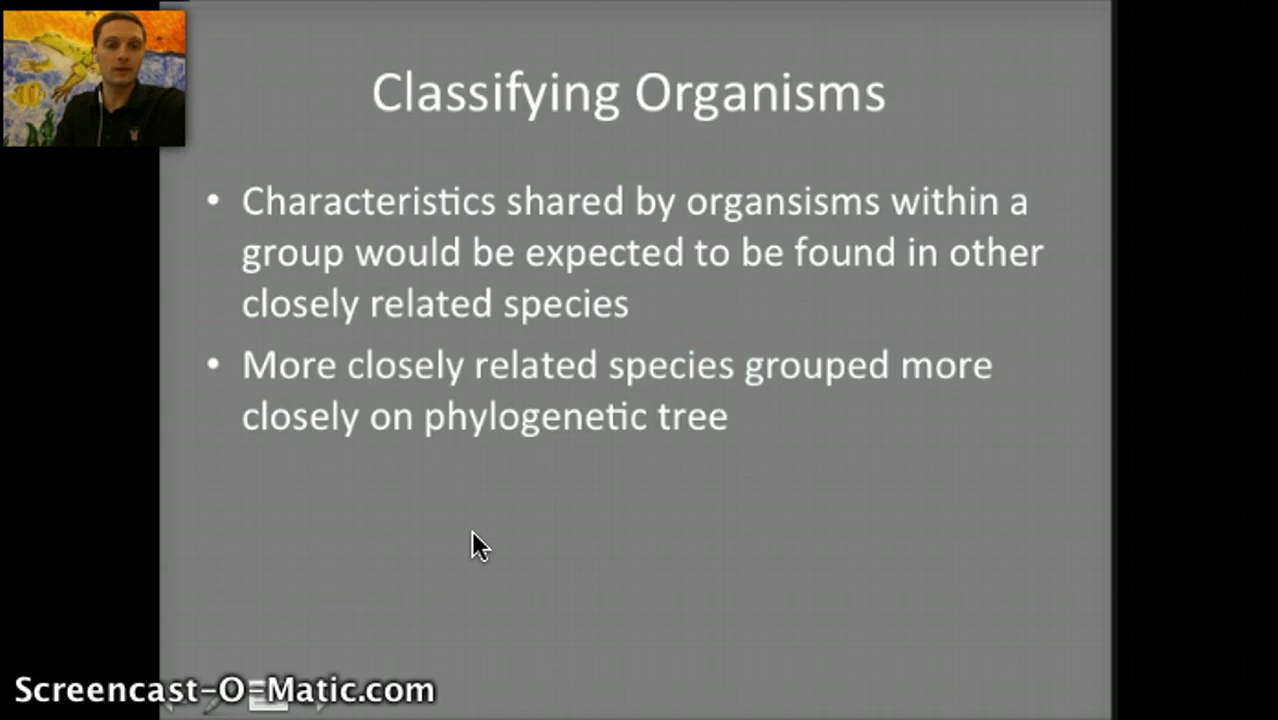 Classifying Organisms
• Characteristics shared by organsisms within a
group would be expected to be found in other
closely related species
• More closely related species grouped more
closely on phylogenetic tree
Screencast-O-Matic.com